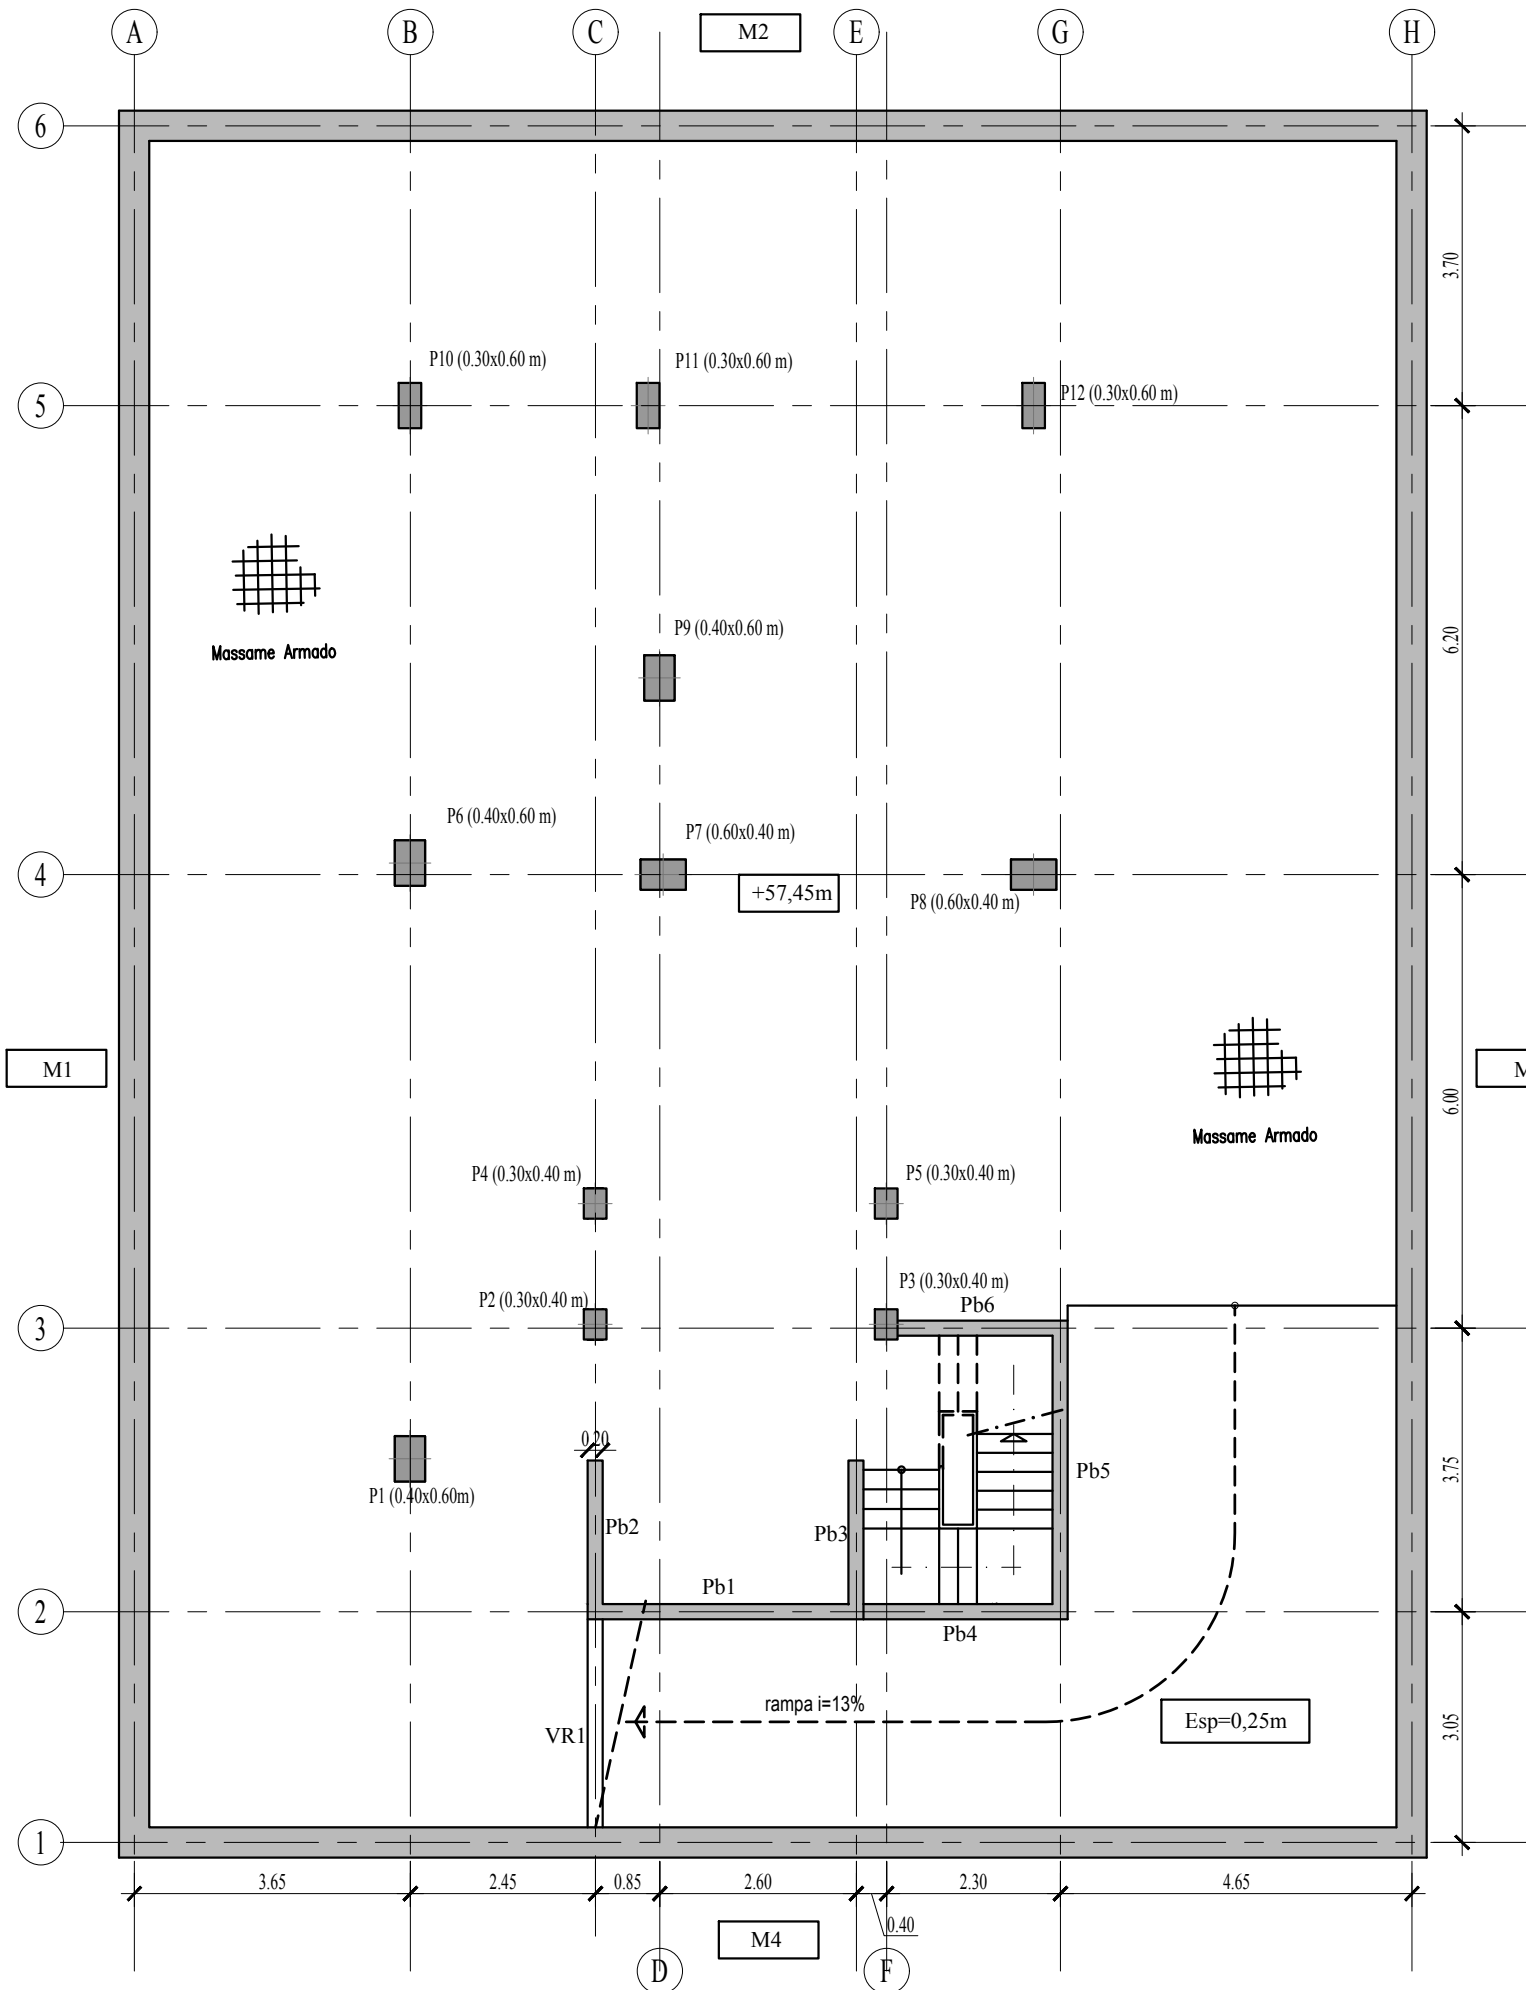 A
B
C
M2
E
G
H
6
3.70
P10 (0.30x0.60 m)
P11 (0.30x0.60 m)
P12 (0.30x0.60 m)
5
Massame Armado
P9 (0.40x0.60 m)
6.20
P6 (0.40x0.60 m)
P7 (0.60x0.40 m)
4
+57,45m
P8 (0.60x0.40 m)
M1
M
6.00
Massame Armado
P4 (0.30x0.40 m)
P5 (0.30x0.40 m)
P2 (0.30x0.40 m)
P3 (0.30x0.40 m)
Pb6
3
0.20
P1 (0.40x0.60m)
Pb5
3.75
Pb2
Pb3
Pb1
2
Pb4
rampa i=13%
VR1
Esp=0,25m
3.05
1
3.65
2.45
0.85
2.60
2.30
4.65
0.40
M4
D
F